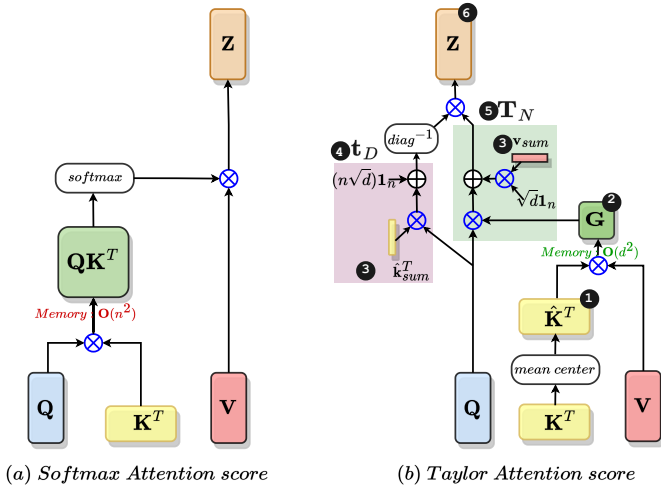 Z
softmax
QK^T
Memory : O(n^2)
Q
K^T
V
(a) Softmax Attention score
6
Z
5 T_N
diag^{-1}
4 t_D
3 v_sum
(n√d)1_n
√d1_n
2
G
3
k̂^T_sum
Memory : O(d^2)
1
K̂^T
mean center
Q
K^T
V
(b) Taylor Attention score